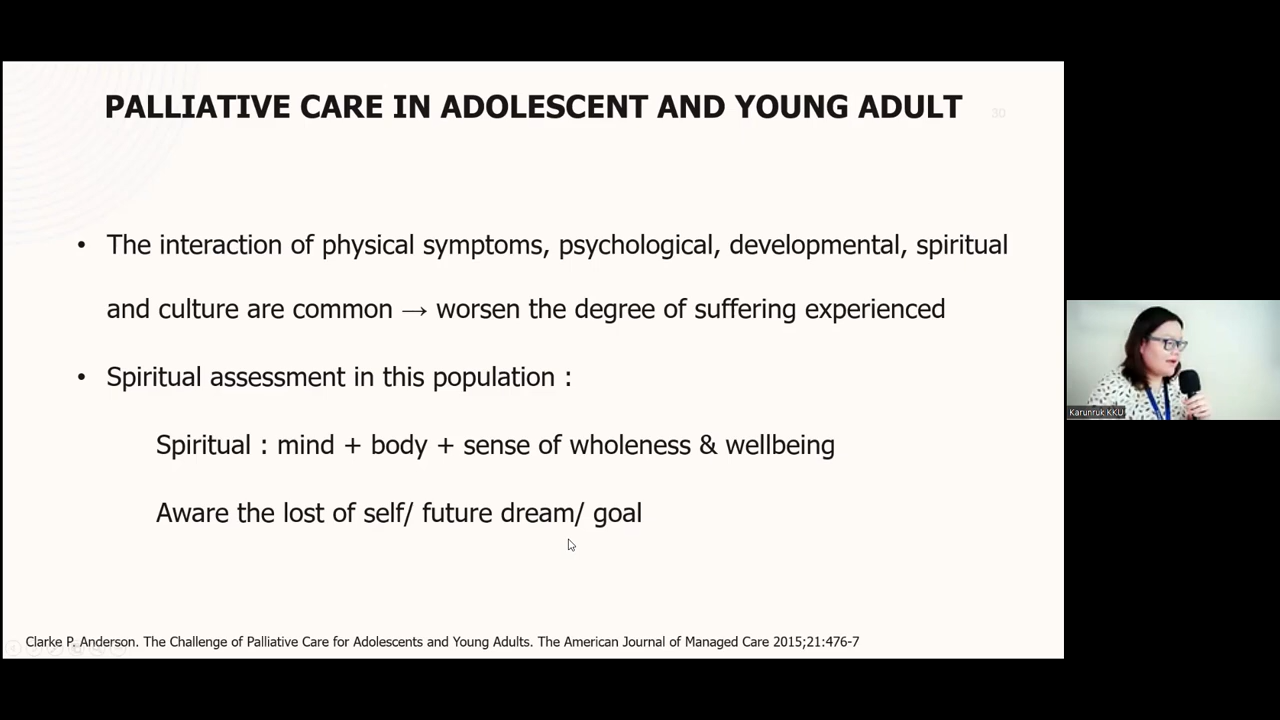 PALLIATIVE CARE IN ADOLESCENT AND YOUNG ADULT
30
• The interaction of physical symptoms, psychological, developmental, spiritual
and culture are common → worsen the degree of suffering experienced
• Spiritual assessment in this population :
Spiritual : mind + body + sense of wholeness & wellbeing
Aware the lost of self/ future dream/ goal
Karunruk KKU
Clarke P. Anderson. The Challenge of Palliative Care for Adolescents and Young Adults. The American Journal of Managed Care 2015;21:476-7